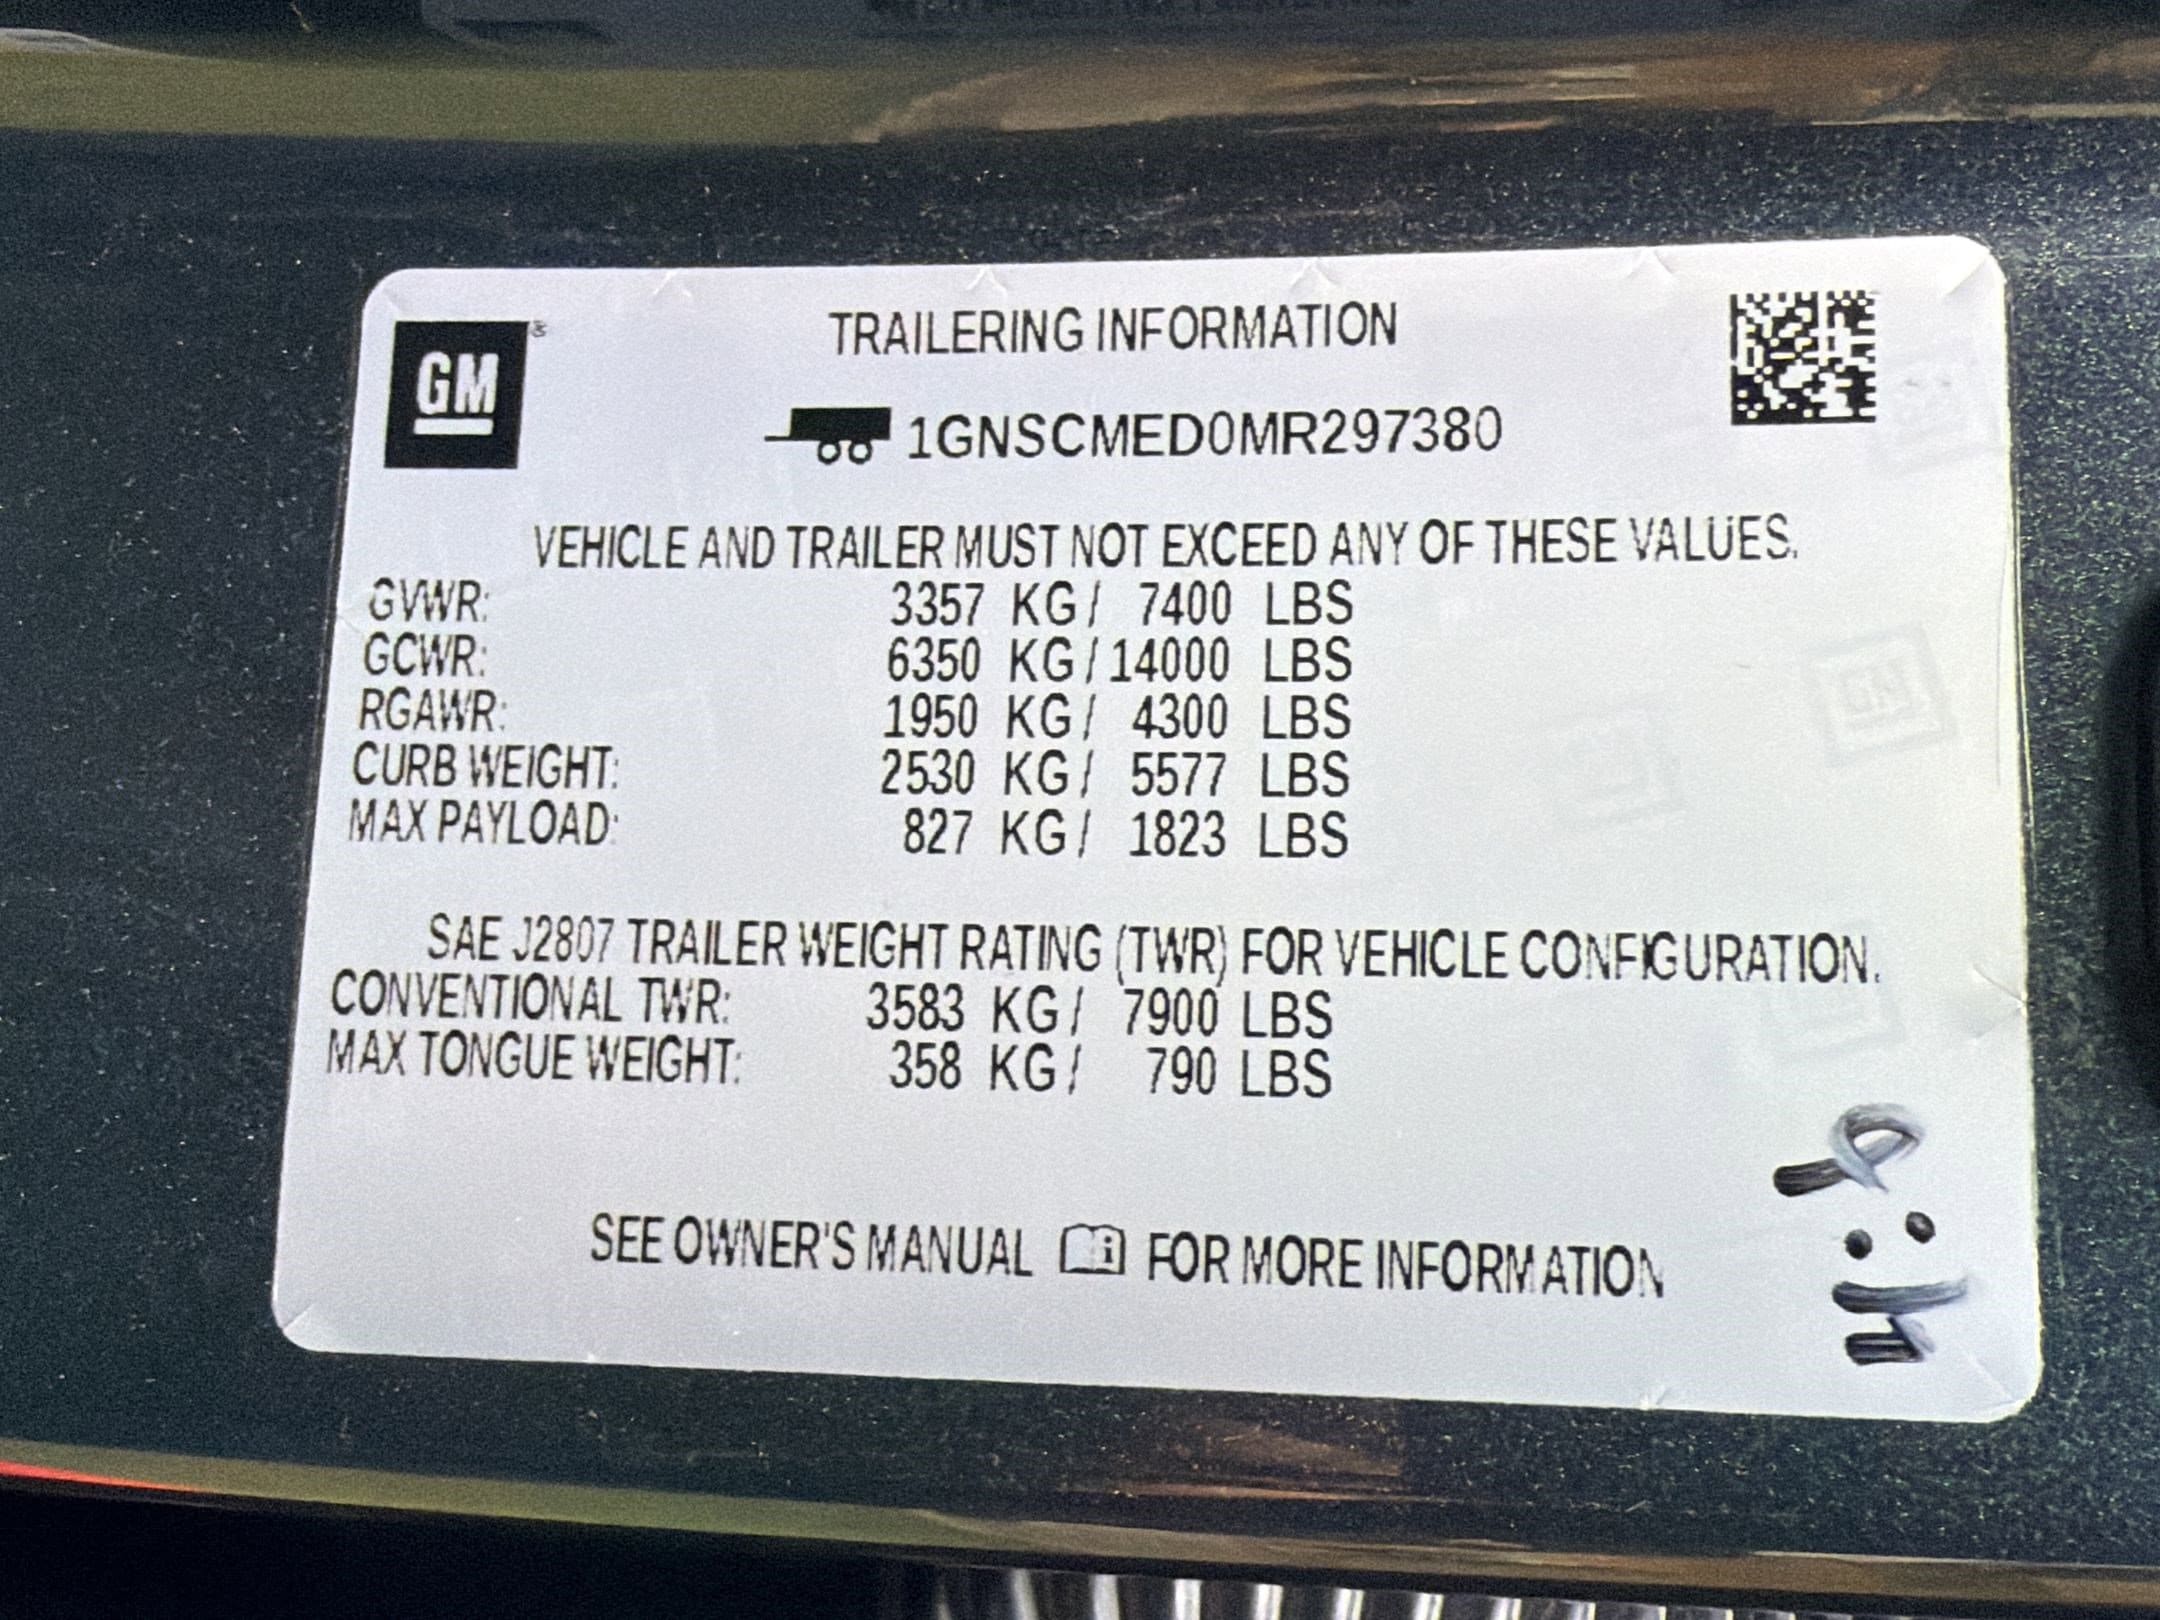 GM
TRAILERING INFORMATION
1GNSCMED0MR297380
VEHICLE AND TRAILER MUST NOT EXCEED ANY OF THESE VALUES.
GVWR: 3357 KG/ 7400 LBS
GCWR: 6350 KG/14000 LBS
RGAWR: 1950 KG/ 4300 LBS
CURB WEIGHT: 2530 KG/ 5577 LBS
MAX PAYLOAD: 827 KG/ 1823 LBS
SAE J2807 TRAILER WEIGHT RATING (TWR) FOR VEHICLE CONFIGURATION.
CONVENTIONAL TWR: 3583 KG/ 7900 LBS
MAX TONGUE WEIGHT: 358 KG/ 790 LBS
SEE OWNER'S MANUAL i FOR MORE INFORMATION